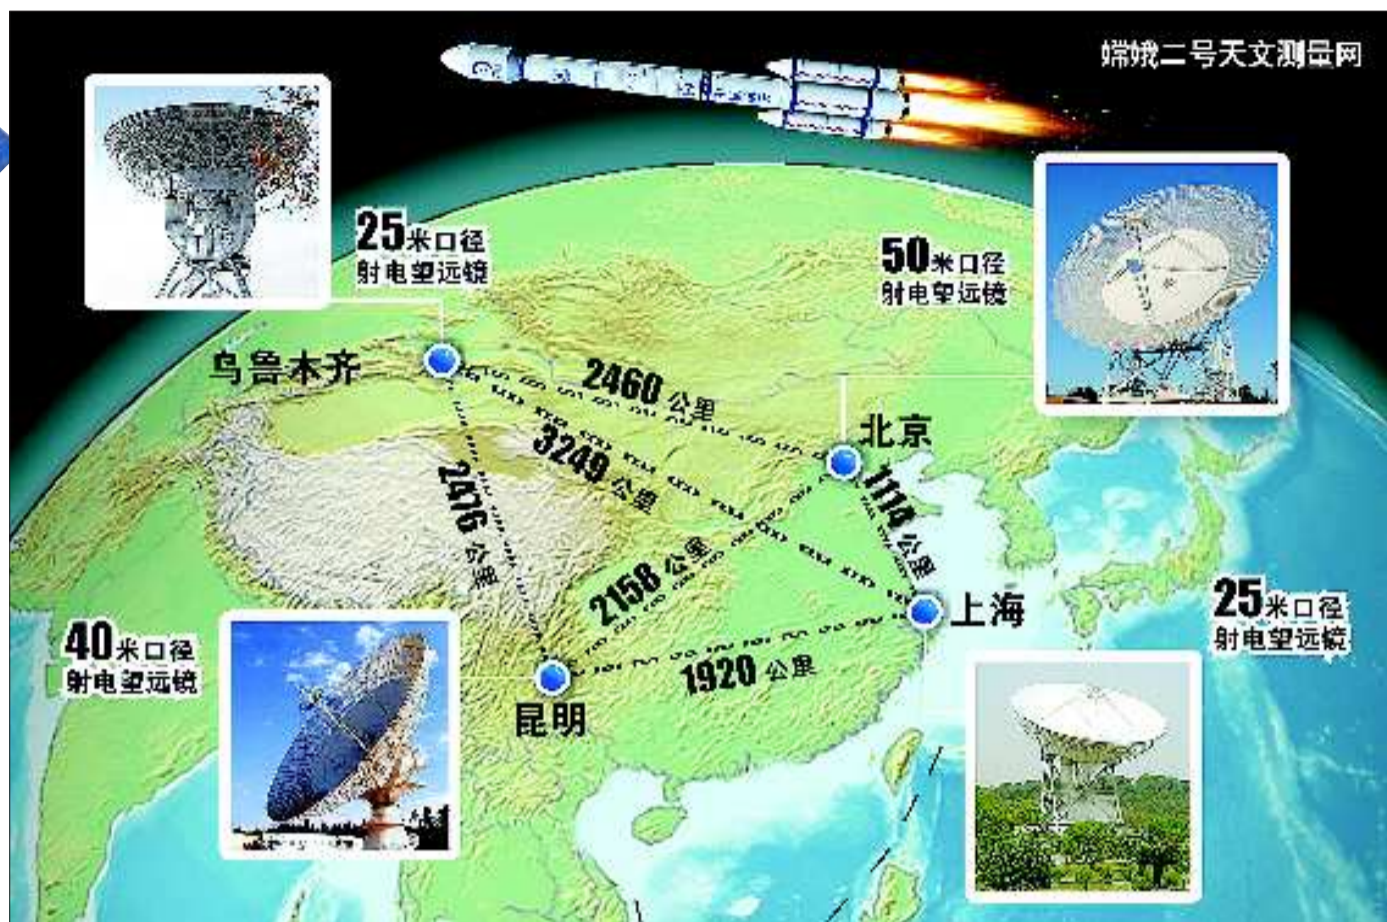 嫦娥二号天文测量网
25米口径
射电望远镜
50米口径
射电望远镜
乌鲁木齐
2460 公里
北京
3249 公里
2476 公里
1114 公里
2158 公里
上海
25米口径
射电望远镜
40米口径
射电望远镜
1920 公里
昆明